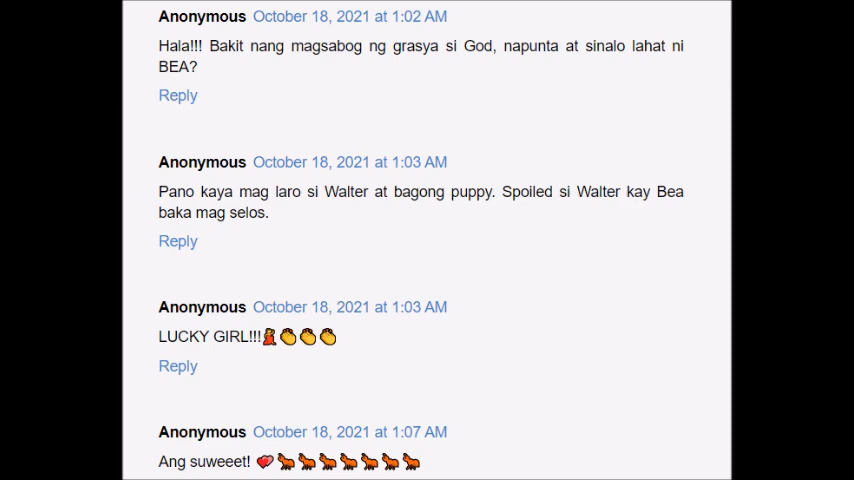 Anonymous October 18, 2021 at 1:02 AM
Hala!!! Bakit nang magsabog ng grasya si God, napunta at sinalo lahat ni
BEA?
Reply
Anonymous October 18, 2021 at 1:03 AM
Pano kaya mag laro si Walter at bagong puppy. Spoiled si Walter kay Bea
baka mag selos.
Reply
Anonymous October 18, 2021 at 1:03 AM
LUCKY GIRL!!!
Reply
Anonymous October 18, 2021 at 1:07 AM
Ang suweeet!